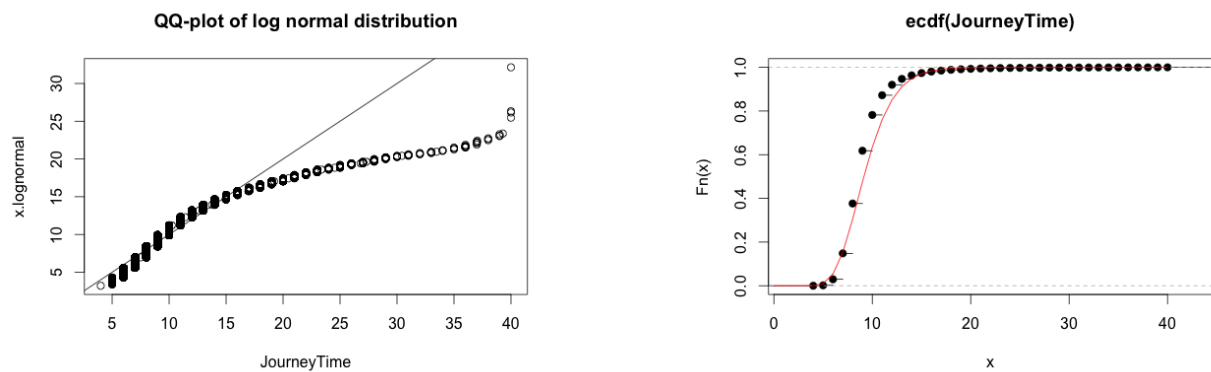 QQ-plot of log normal distribution
x.lognormal
30
25
20
15
10
5
5 10 15 20 25 30 35 40
JourneyTime
ecdf(JourneyTime)
Fn(x)
1.0
0.8
0.6
0.4
0.2
0.0
0 10 20 30 40
x